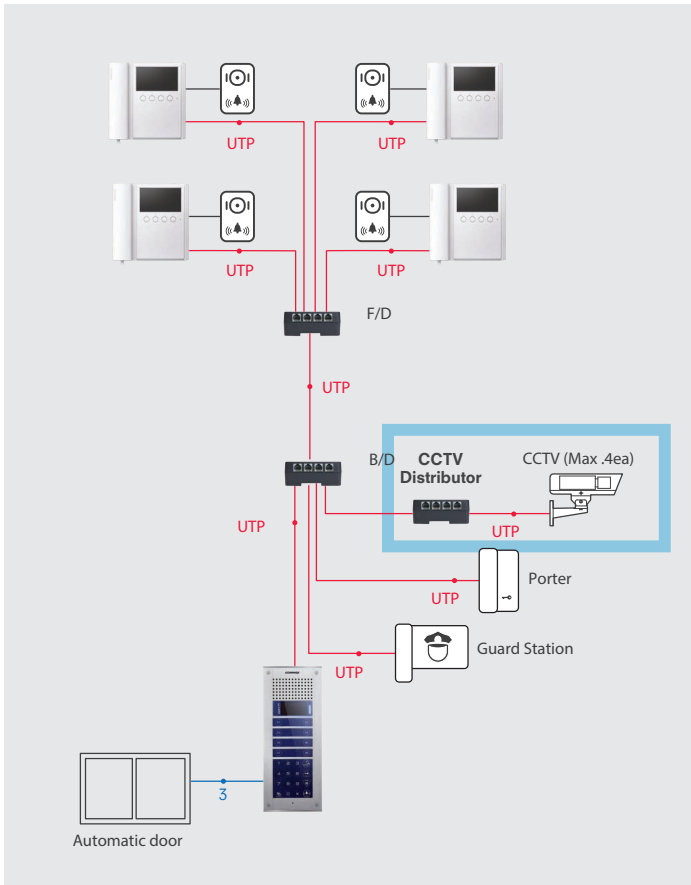 UTP
UTP
UTP
UTP
F/D
UTP
B/D
CCTV
Distributor
CCTV (Max .4ea)
UTP
UTP
Porter
UTP
Guard Station
UTP
3
Automatic door